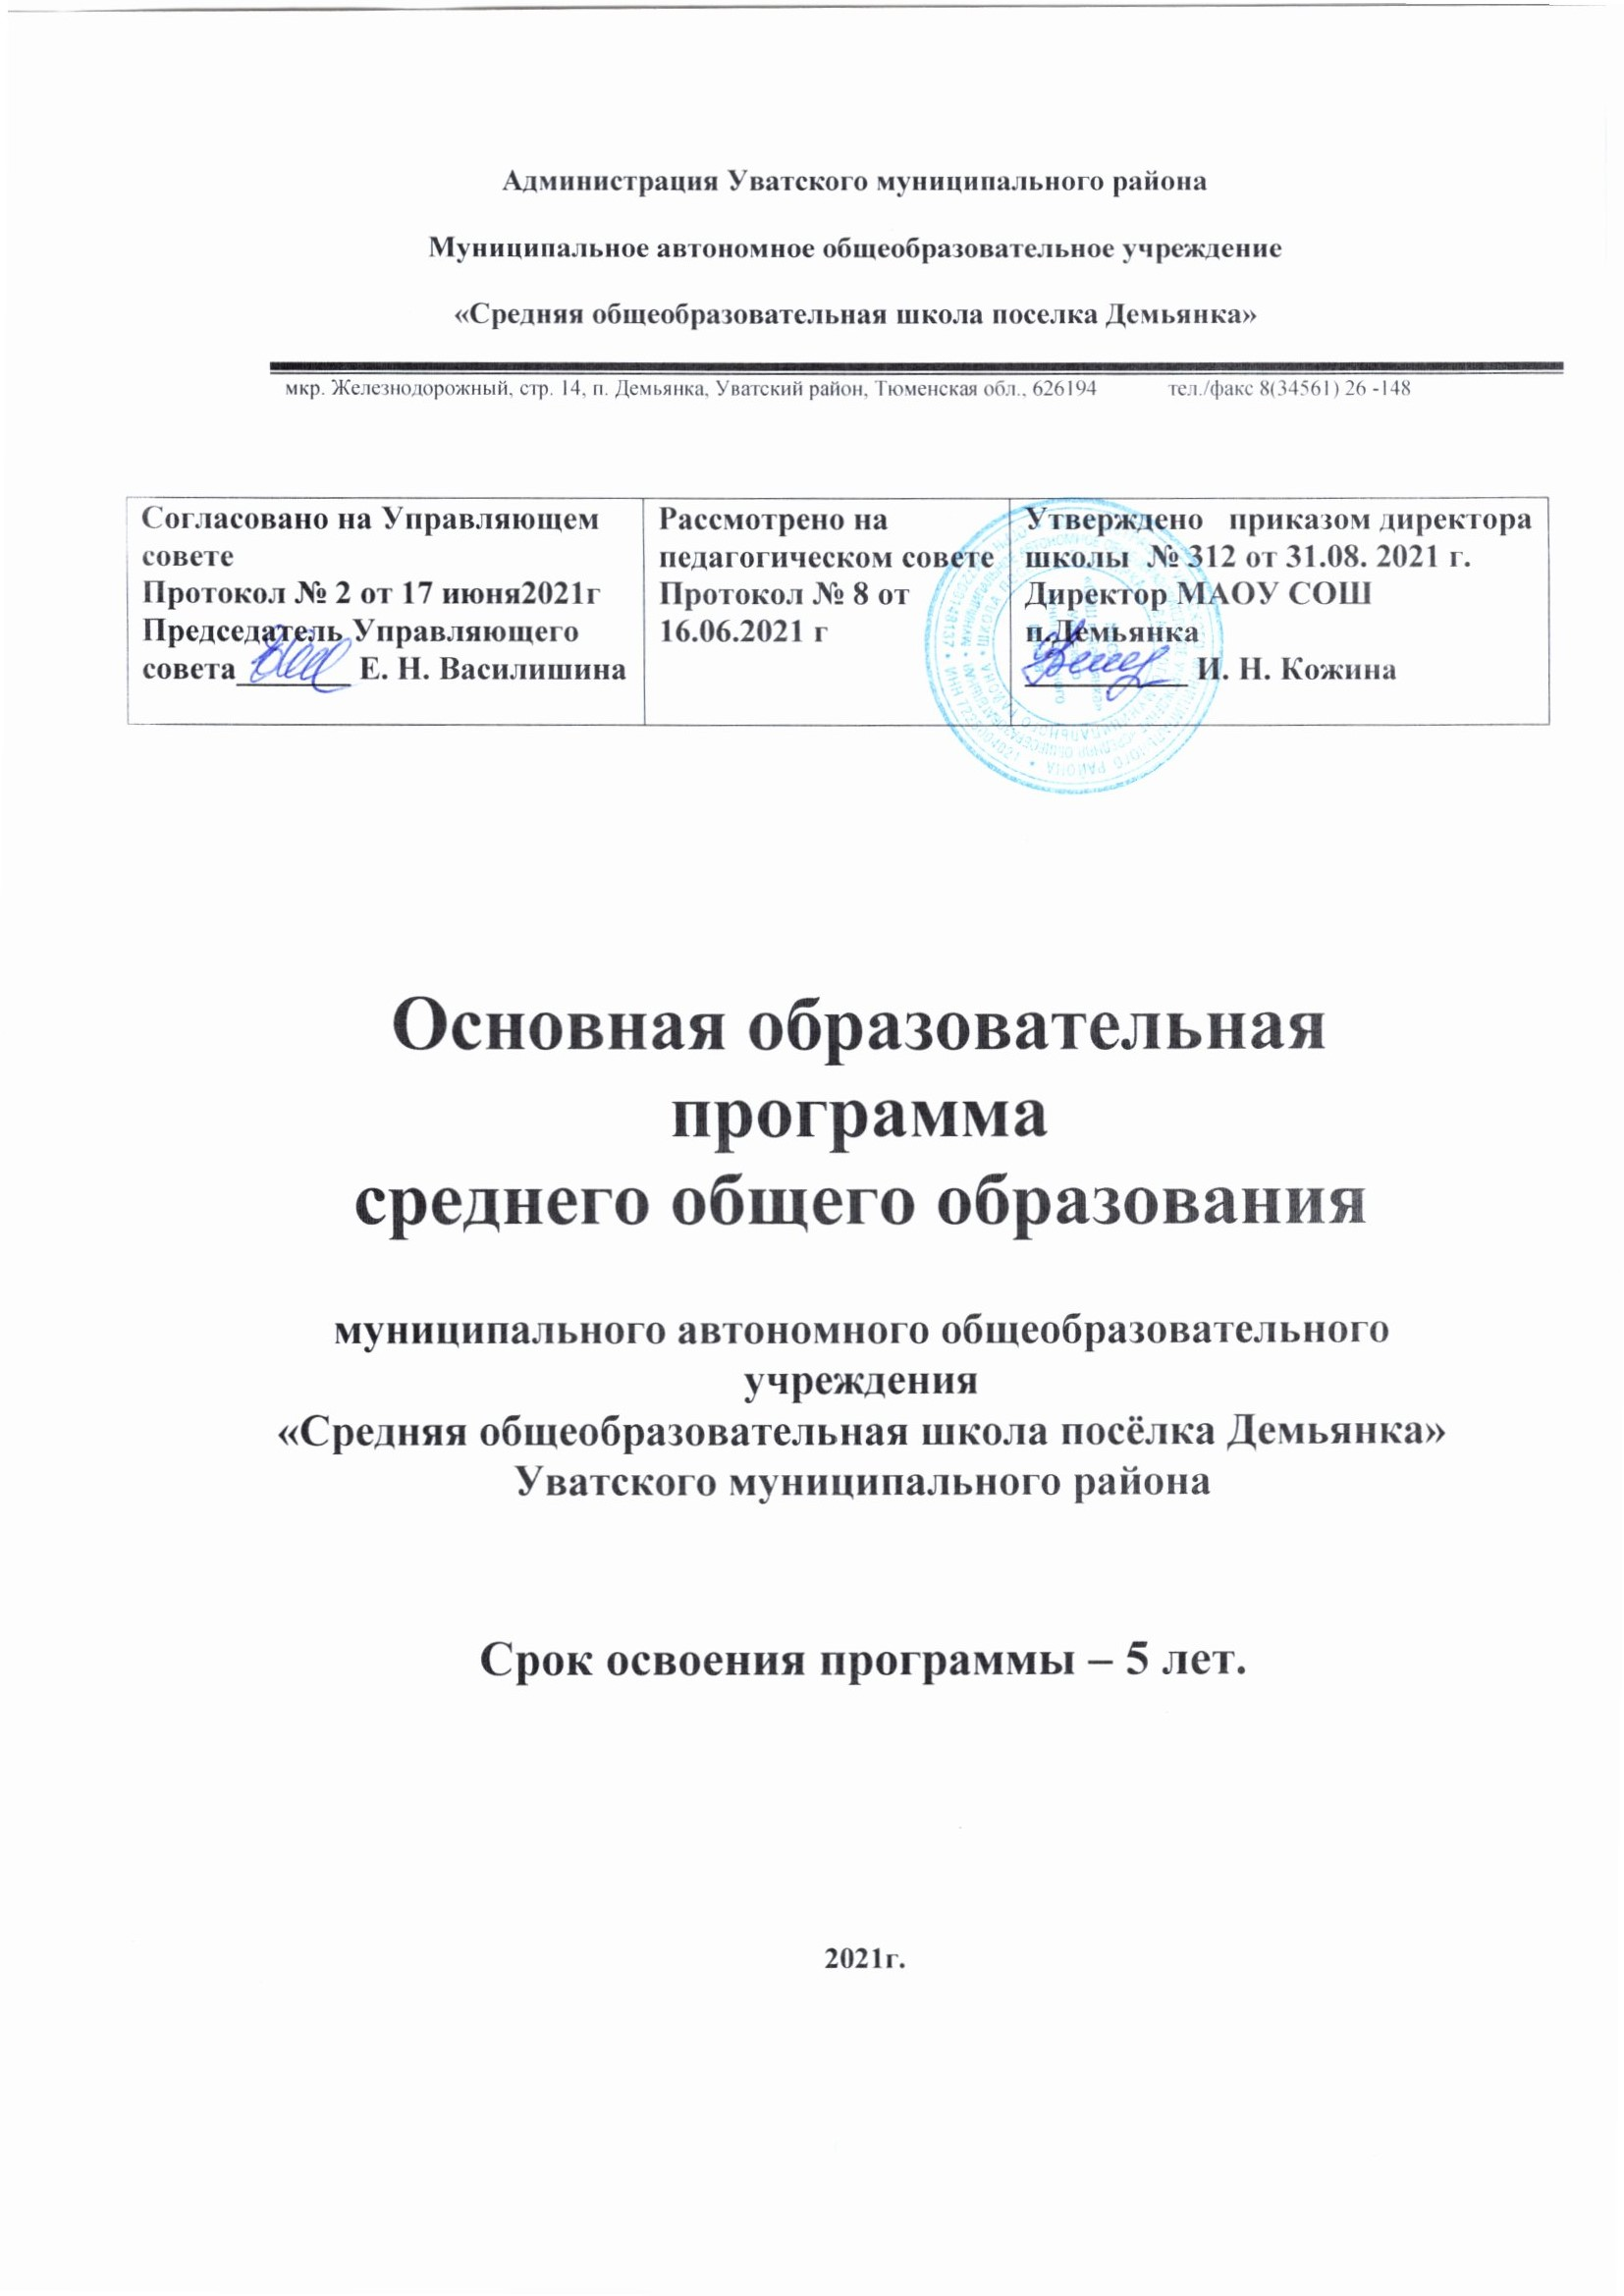 Администрация Уватского муниципального района
Муниципальное автономное общеобразовательное учреждение
«Средняя общеобразовательная школа поселка Демьянка»
мкр. Железнодорожный, стр. 14, п. Демьянка, Уватский район, Тюменская обл., 626194 тел./факс 8(34561) 26 -148
Согласовано на Управляющем
совете
Протокол № 2 от 17 июня2021г
Председатель Управляющего
совета_______ Е. Н. Василишина
Рассмотрено на
педагогическом совете
Протокол № 8 от
16.06.2021 г
Утверждено приказом директора
школы № 312 от 31.08. 2021 г.
Директор МАОУ СОШ
п.Демьянка
__________ И. Н. Кожина
Основная образовательная
программа
среднего общего образования
муниципального автономного общеобразовательного
учреждения
«Средняя общеобразовательная школа посёлка Демьянка»
Уватского муниципального района
Срок освоения программы – 5 лет.
2021г.